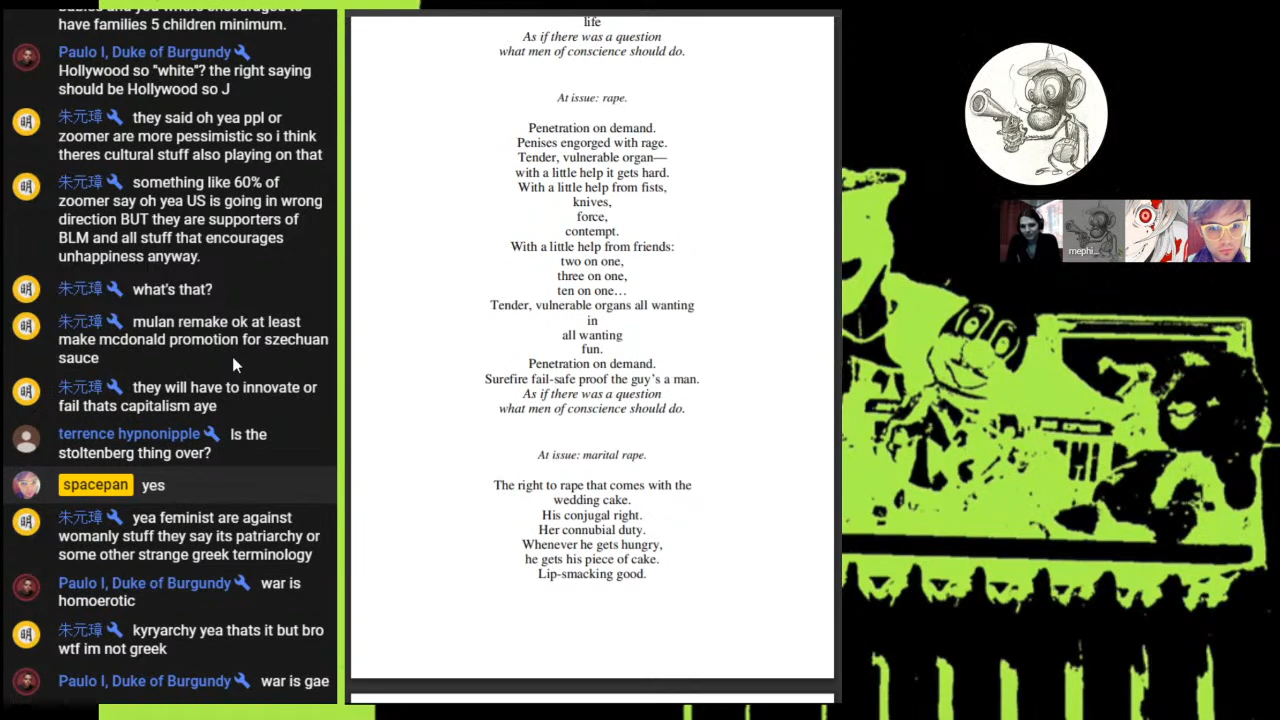 babies and you where encouraged to
have families 5 children minimum.
Paulo I, Duke of Burgundy
Hollywood so "white"? the right saying
should be Hollywood so J
朱元璋 they said oh yea ppl or
zoomer are more pessimistic so i think
theres cultural stuff also playing on that
朱元璋 something like 60% of
zoomer say oh yea US is going in wrong
direction BUT they are supporters of
BLM and all stuff that encourages
unhappiness anyway.
朱元璋 what's that?
朱元璋 mulan remake ok at least
make mcdonald promotion for szechuan
sauce
朱元璋 they will have to innovate or
fail thats capitalism aye
terrence hypnonipple Is the
stoltenberg thing over?
spacepan yes
朱元璋 yea feminist are against
womanly stuff they say its patriarchy or
some other strange greek terminology
Paulo I, Duke of Burgundy war is
homoerotic
朱元璋 kyryarchy yea thats it but bro
wtf im not greek
Paulo I, Duke of Burgundy war is gae
明
明
明
明
明
明
明
life
As if there was a question
what men of conscience should do.
At issue: rape.
Penetration on demand.
Penises engorged with rage.
Tender, vulnerable organ—
with a little help it gets hard.
With a little help from fists,
knives,
force,
contempt.
With a little help from friends:
two on one,
three on one,
ten on one…
Tender, vulnerable organs all wanting
in
all wanting
fun.
Penetration on demand.
Surefire fail-safe proof the guy's a man.
As if there was a question
what men of conscience should do.
At issue: marital rape.
The right to rape that comes with the
wedding cake.
His conjugal right.
Her connubial duty.
Whenever he gets hungry,
he gets his piece of cake.
Lip-smacking good.
mephi...